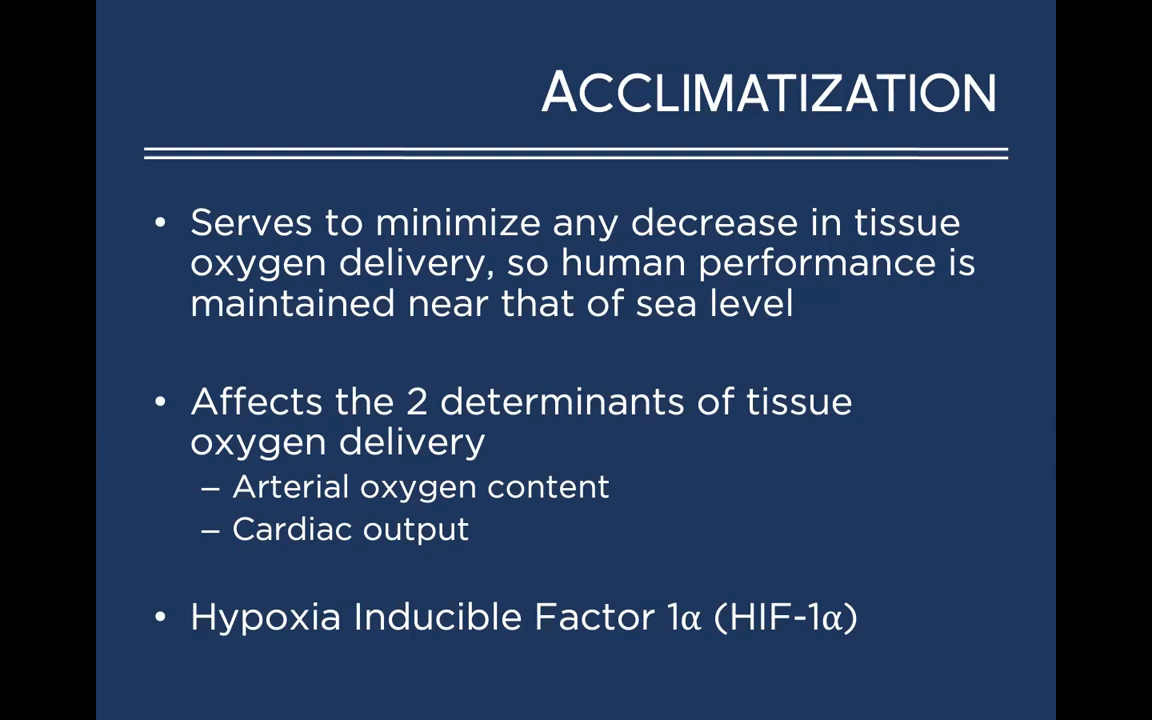 ACCLIMATIZATION
• Serves to minimize any decrease in tissue
oxygen delivery, so human performance is
maintained near that of sea level
• Affects the 2 determinants of tissue
oxygen delivery
– Arterial oxygen content
– Cardiac output
• Hypoxia Inducible Factor 1α (HIF-1α)